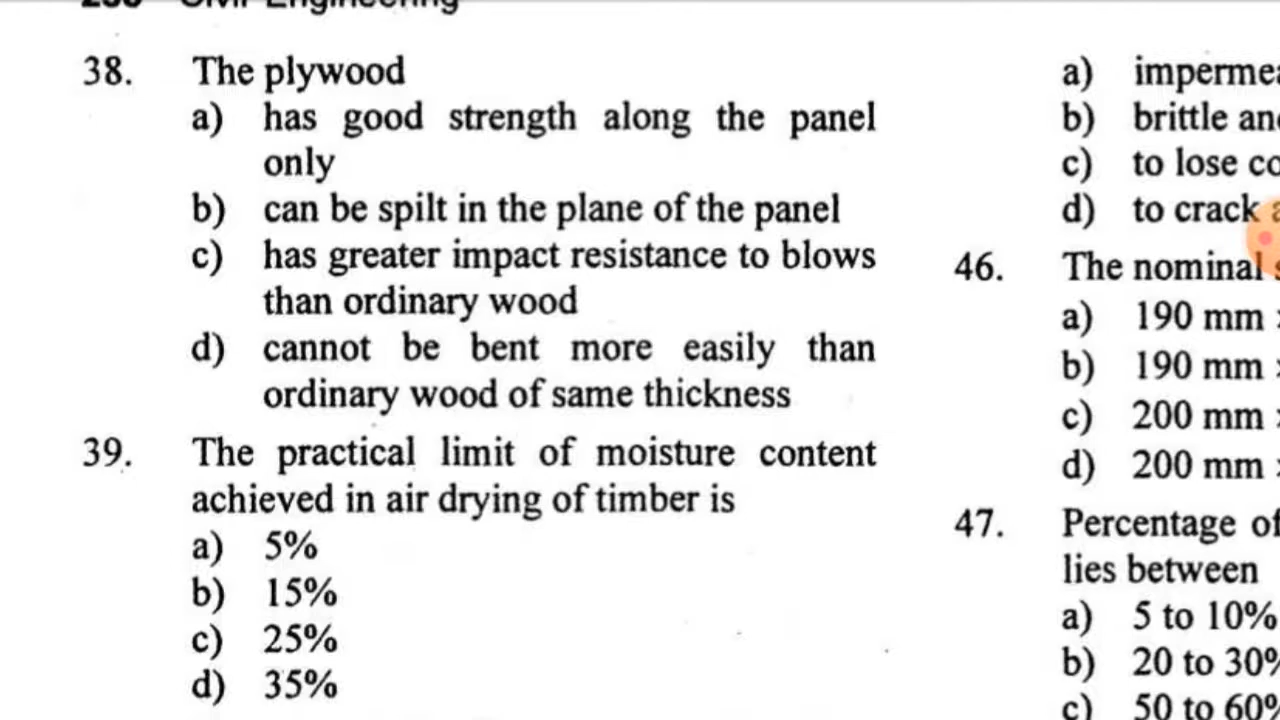 38. The plywood
a) has good strength along the panel
only
b) can be spilt in the plane of the panel
c) has greater impact resistance to blows
than ordinary wood
d) cannot be bent more easily than
ordinary wood of same thickness
39. The practical limit of moisture content
achieved in air drying of timber is
a) 5%
b) 15%
c) 25%
d) 35%
a)
b) brittle
c) to lose
d) to crack
46. The nominal
a) 190 mm
b) 190 mm
c) 200 mm
d) 200 mm
47. Percentage of
lies between
a) 5 to 10%
b) 20 to 30%
c) 50 to 60%